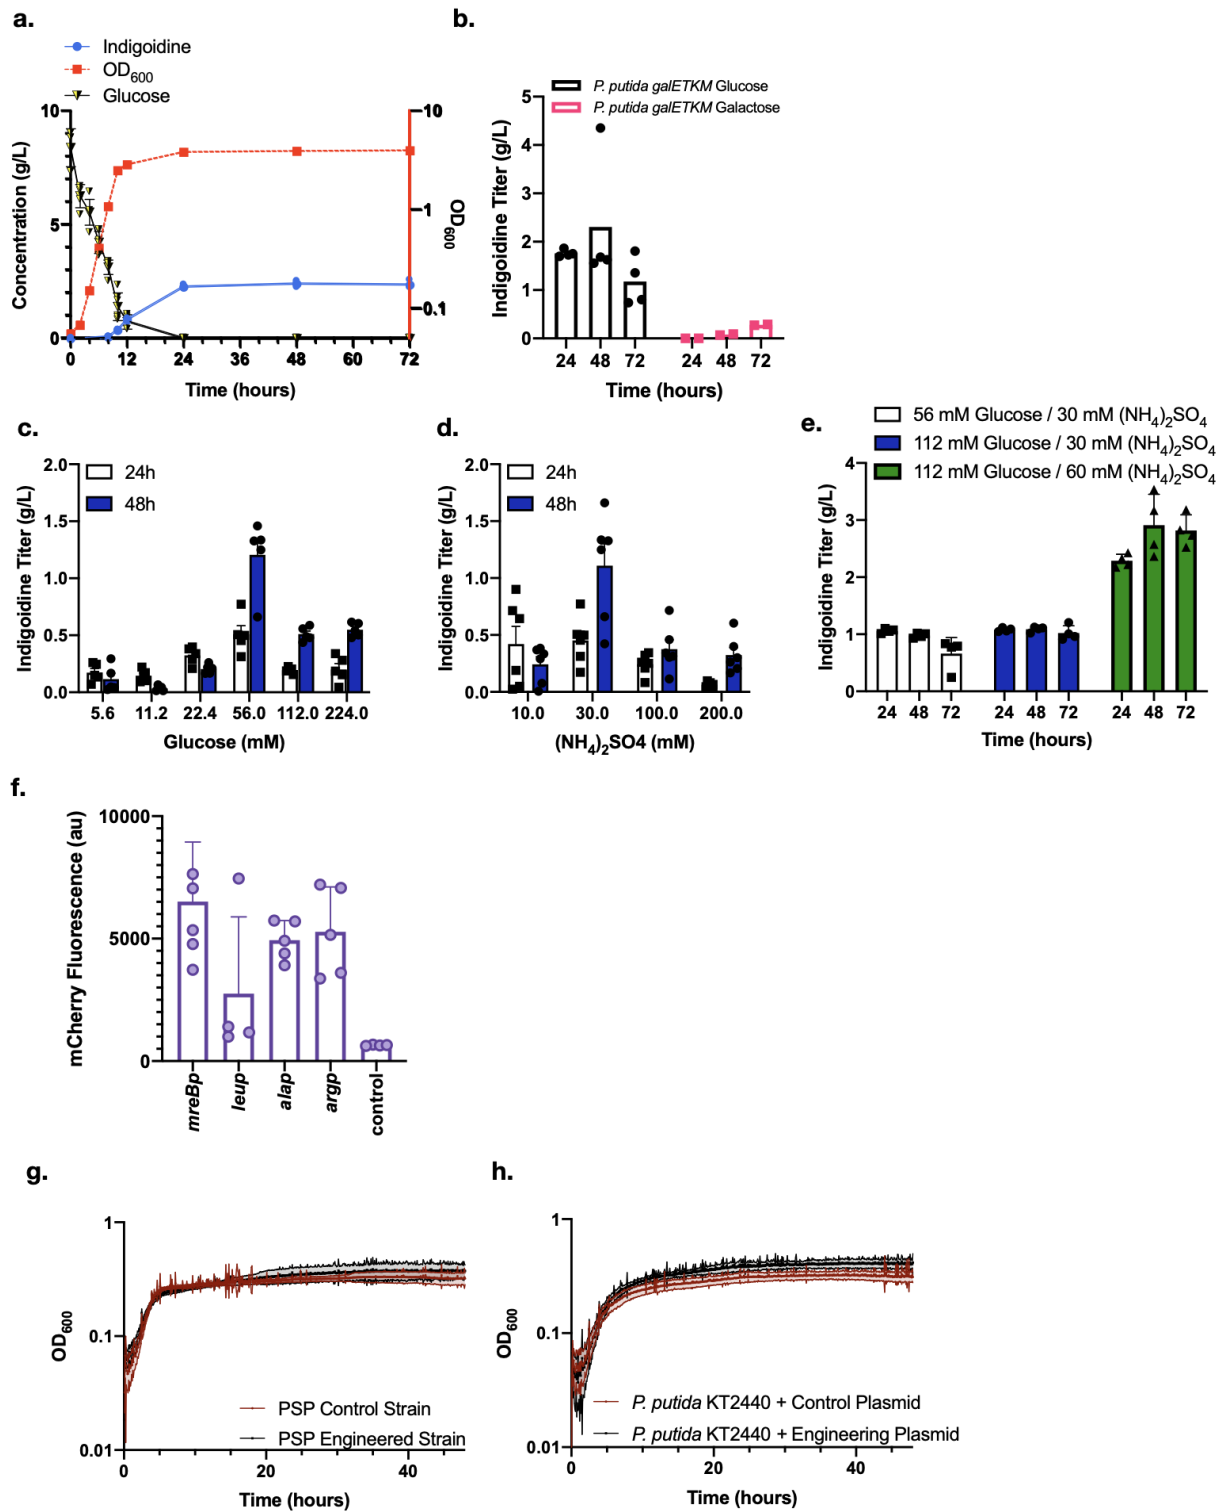 a.
Indigoidine
OD600
Glucose
Concentration (g/L)
10
5
0
10
1
0.1
OD600
0 12 24 36 48 60 72
Time (hours)
b.
P. putida galETKM Glucose
P. putida galETKM Galactose
Indigoidine Titer (g/L)
5
4
3
2
1
0
24 48 72 24 48 72
Time (hours)
c.
24h
48h
Indigoidine Titer (g/L)
2.0
1.5
1.0
0.5
0.0
5.6 11.2 22.4 56.0 112.0 224.0
Glucose (mM)
d.
24h
48h
Indigoidine Titer (g/L)
2.0
1.5
1.0
0.5
0.0
10.0 30.0 100.0 200.0
(NH4)2SO4 (mM)
e.
56 mM Glucose / 30 mM (NH4)2SO4
112 mM Glucose / 30 mM (NH4)2SO4
112 mM Glucose / 60 mM (NH4)2SO4
Indigoidine Titer (g/L)
4
3
2
1
0
24 48 72 24 48 72 24 48 72
Time (hours)
f.
mCherry Fluorescence (au)
10000
5000
0
mreBp
leup
alap
argp
control
g.
OD600
1
0.1
0.01
PSP Control Strain
PSP Engineered Strain
0 20 40
Time (hours)
h.
OD600
1
0.1
0.01
P. putida KT2440 + Control Plasmid
P. putida KT2440 + Engineering Plasmid
0 20 40
Time (hours)